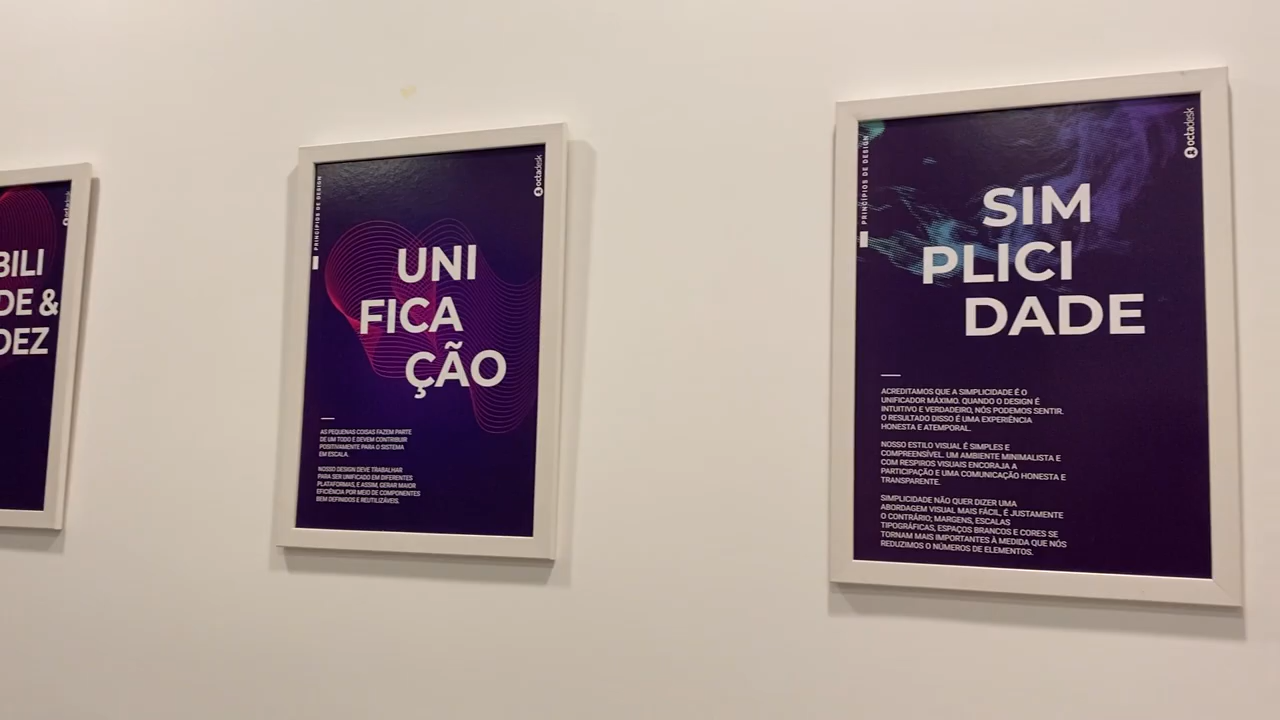 BILI
DE &
DEZ
octadesk
PRINCÍPIOS DE DESIGN
octadesk
UNI
FICA
ÇÃO
AS PEQUENAS COISAS FAZEM PARTE
DE UM TODO E DEVEM CONTRIBUIR
POSITIVAMENTE PARA O SISTEMA
EM ESCALA.
NOSSO DESIGN DEVE TRABALHAR
PARA SER UNIFICADO EM DIFERENTES
PLATAFORMAS, E ASSIM, GERAR MAIOR
EFICIÊNCIA POR MEIO DE COMPONENTES
BEM DEFINIDOS E REUTILIZÁVEIS.
PRINCÍPIOS DE DESIGN
octadesk
SIM
PLICI
DADE
ACREDITAMOS QUE A SIMPLICIDADE É O
UNIFICADOR MÁXIMO. QUANDO O DESIGN É
INTUITIVO E VERDADEIRO, NÓS PODEMOS SENTIR.
O RESULTADO DISSO É UMA EXPERIÊNCIA
HONESTA E ATEMPORAL.
NOSSO ESTILO VISUAL É SIMPLES E
COMPREENSÍVEL. UM AMBIENTE MINIMALISTA E
COM RESPIROS VISUAIS ENCORAJA A
PARTICIPAÇÃO E UMA COMUNICAÇÃO HONESTA E
TRANSPARENTE.
SIMPLICIDADE NÃO QUER DIZER UMA
ABORDAGEM VISUAL MAIS FÁCIL, É JUSTAMENTE
O CONTRÁRIO; MARGENS, ESCALAS
TIPOGRÁFICAS, ESPAÇOS BRANCOS E CORES SE
TORNAM MAIS IMPORTANTES À MEDIDA QUE NÓS
REDUZIMOS O NÚMEROS DE ELEMENTOS.